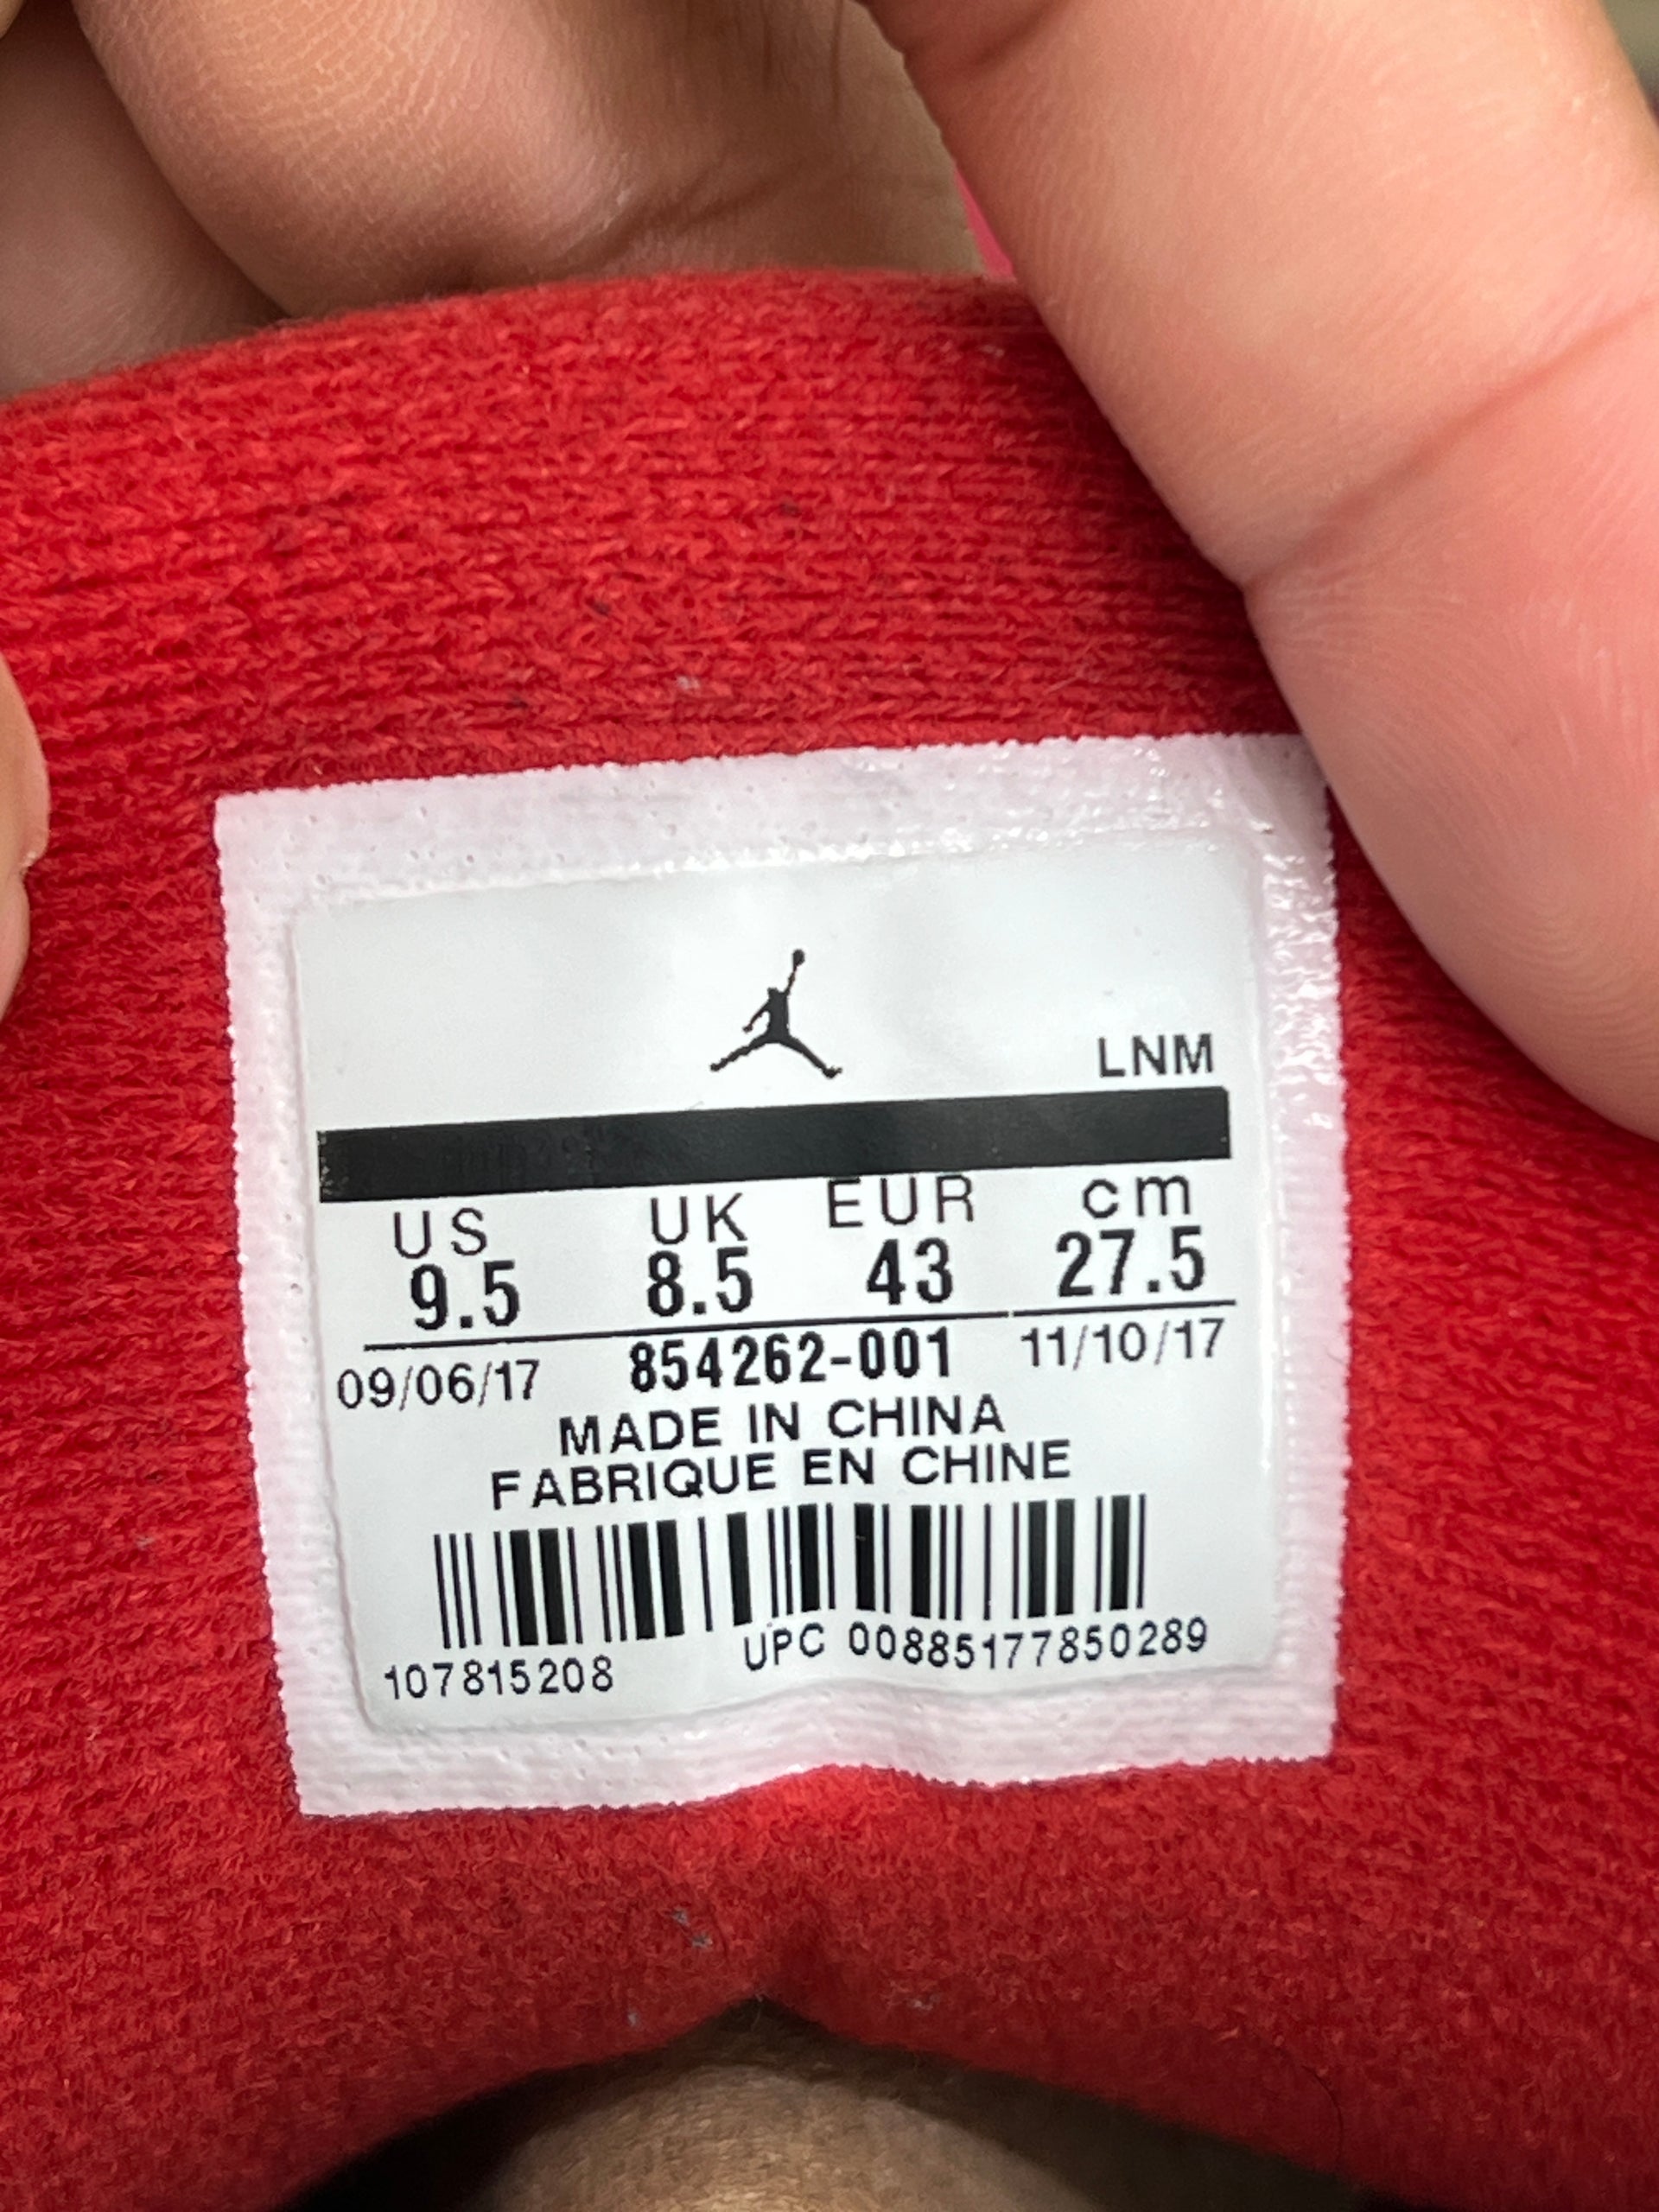 LNM
US UK EUR cm
9.5 8.5 43 27.5
09/06/17 854262-001 11/10/17
MADE IN CHINA
FABRIQUE EN CHINE
107815208 UPC 00885177850289